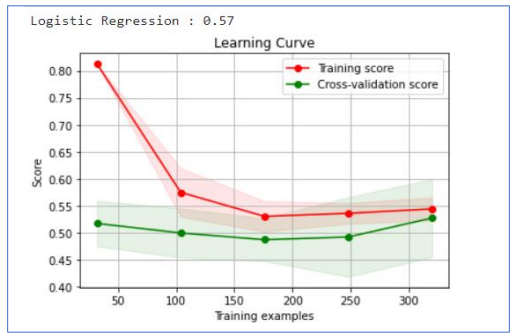 Logistic Regression : 0.57
Learning Curve
Training score
Cross-validation score
0.80
0.75
0.70
0.65
0.60
0.55
0.50
0.45
0.40
Score
50 100 150 200 250 300
Training examples